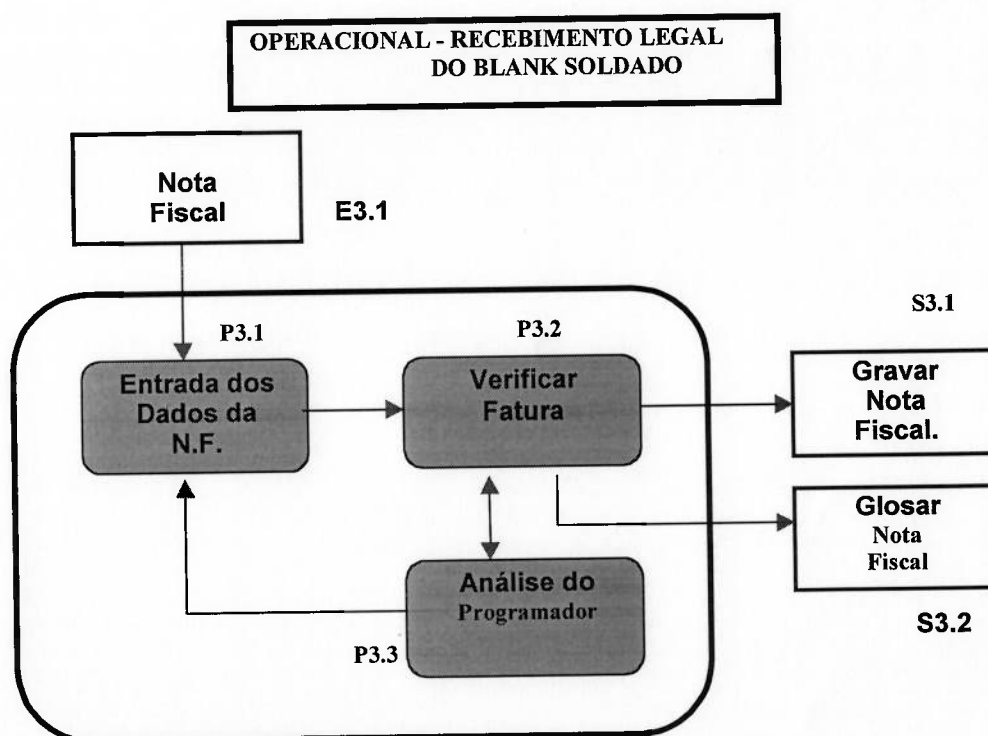 OPERACIONAL - RECEBIMENTO LEGAL
DO BLANK SOLDADO
Nota
Fiscal
E3.1
P3.1
P3.2
S3.1
Entrada dos
Dados da
N.F.
Verificar
Fatura
Gravar
Nota
Fiscal.
Glosar
Nota
Fiscal
Análise do
Programador
P3.3
S3.2